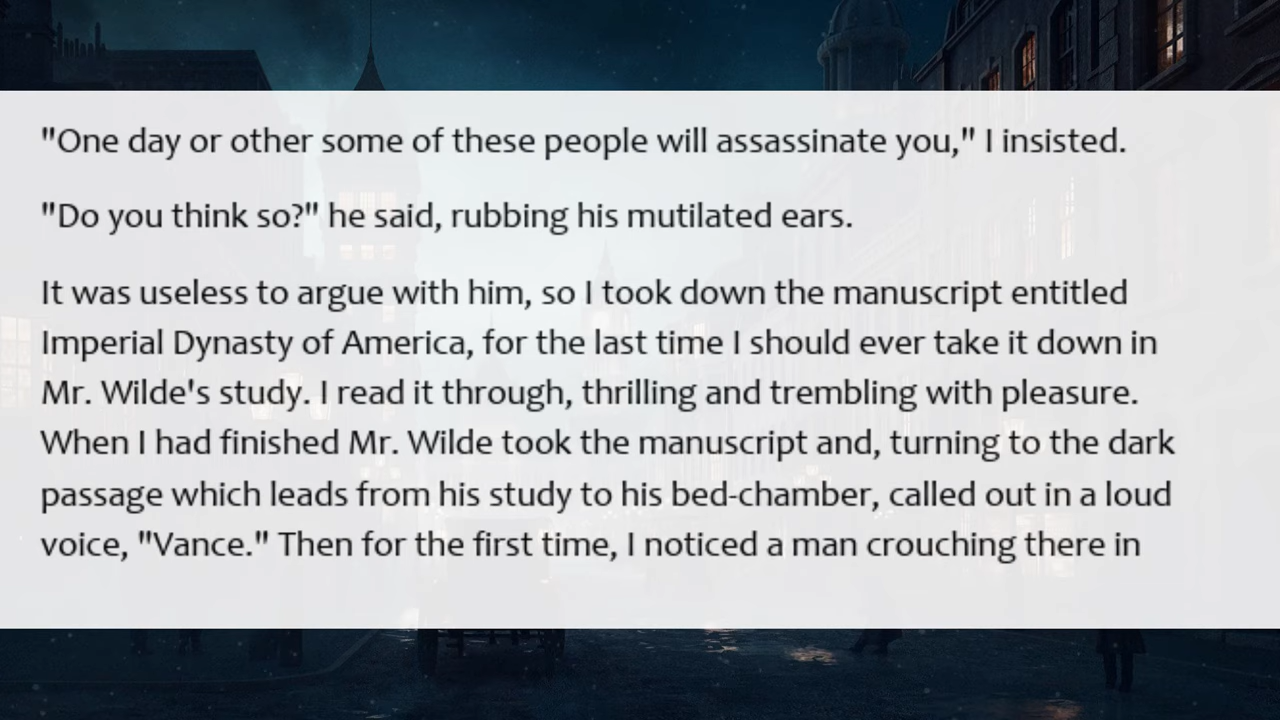 "One day or other some of these people will assassinate you," I insisted.
"Do you think so?" he said, rubbing his mutilated ears.
It was useless to argue with him, so I took down the manuscript entitled
Imperial Dynasty of America, for the last time I should ever take it down in
Mr. Wilde's study. I read it through, thrilling and trembling with pleasure.
When I had finished Mr. Wilde took the manuscript and, turning to the dark
passage which leads from his study to his bed-chamber, called out in a loud
voice, "Vance." Then for the first time, I noticed a man crouching there in